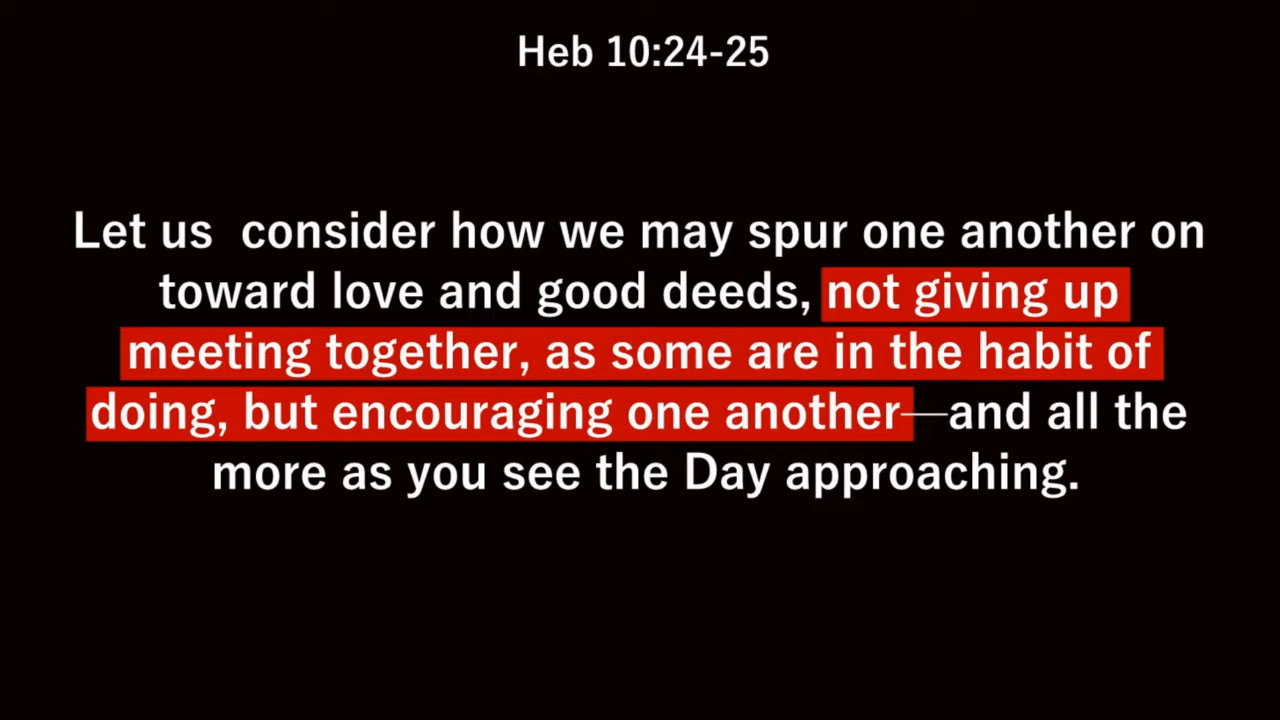 Heb 10:24-25
Let us  consider how we may spur one another on
toward love and good deeds, not giving up
meeting together, as some are in the habit of
doing, but encouraging one another—and all the
more as you see the Day approaching.